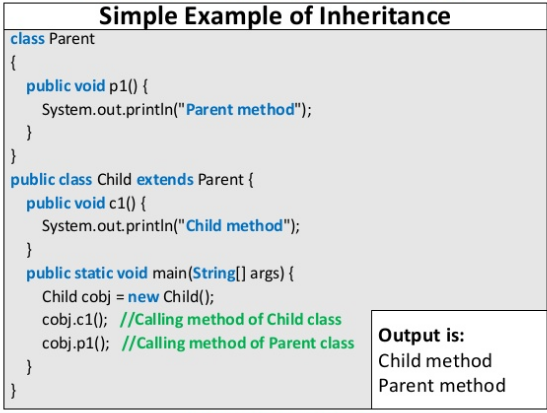 Simple Example of Inheritance
class Parent
{
public void p1() {
System.out.println("Parent method");
}
}
public class Child extends Parent {
public void c1() {
System.out.println("Child method");
}
public static void main(String[] args) {
Child cobj = new Child();
cobj.c1(); //Calling method of Child class
cobj.p1(); //Calling method of Parent class
}
}
Output is:
Child method
Parent method